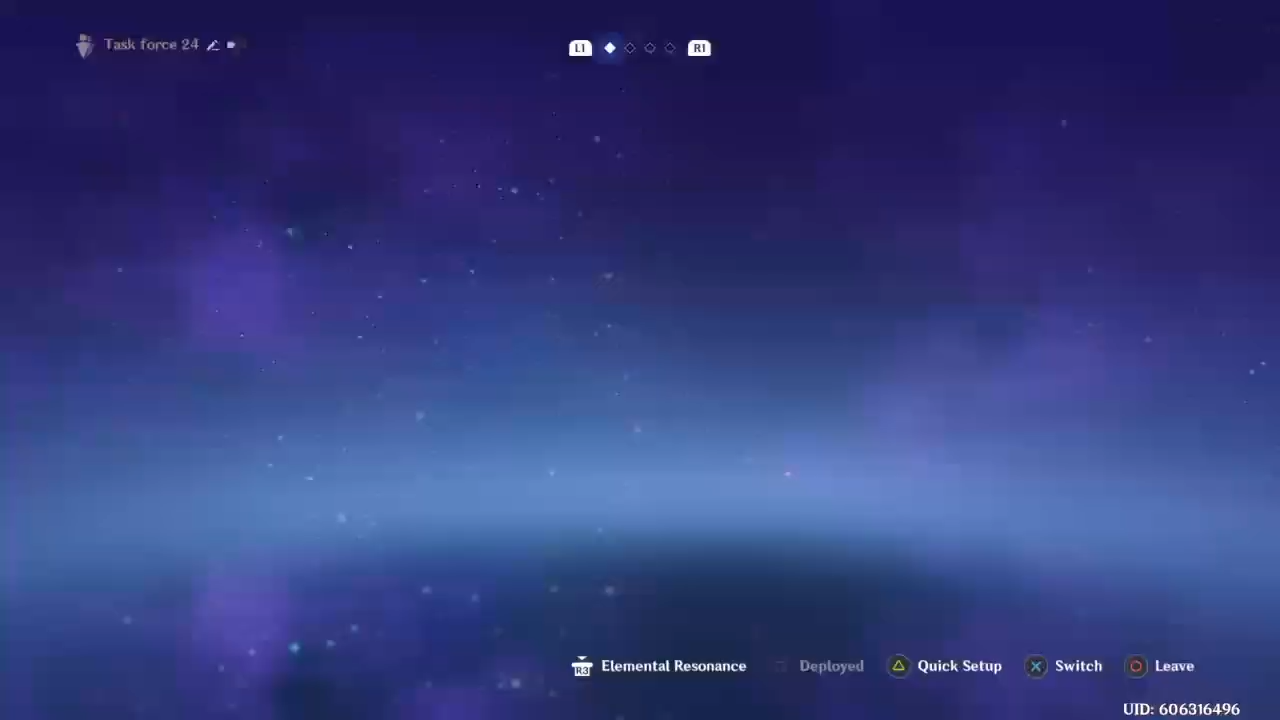 Task force 24
L1
R1
R3 Elemental Resonance
Deployed
Quick Setup
Switch
Leave
UID: 606316496